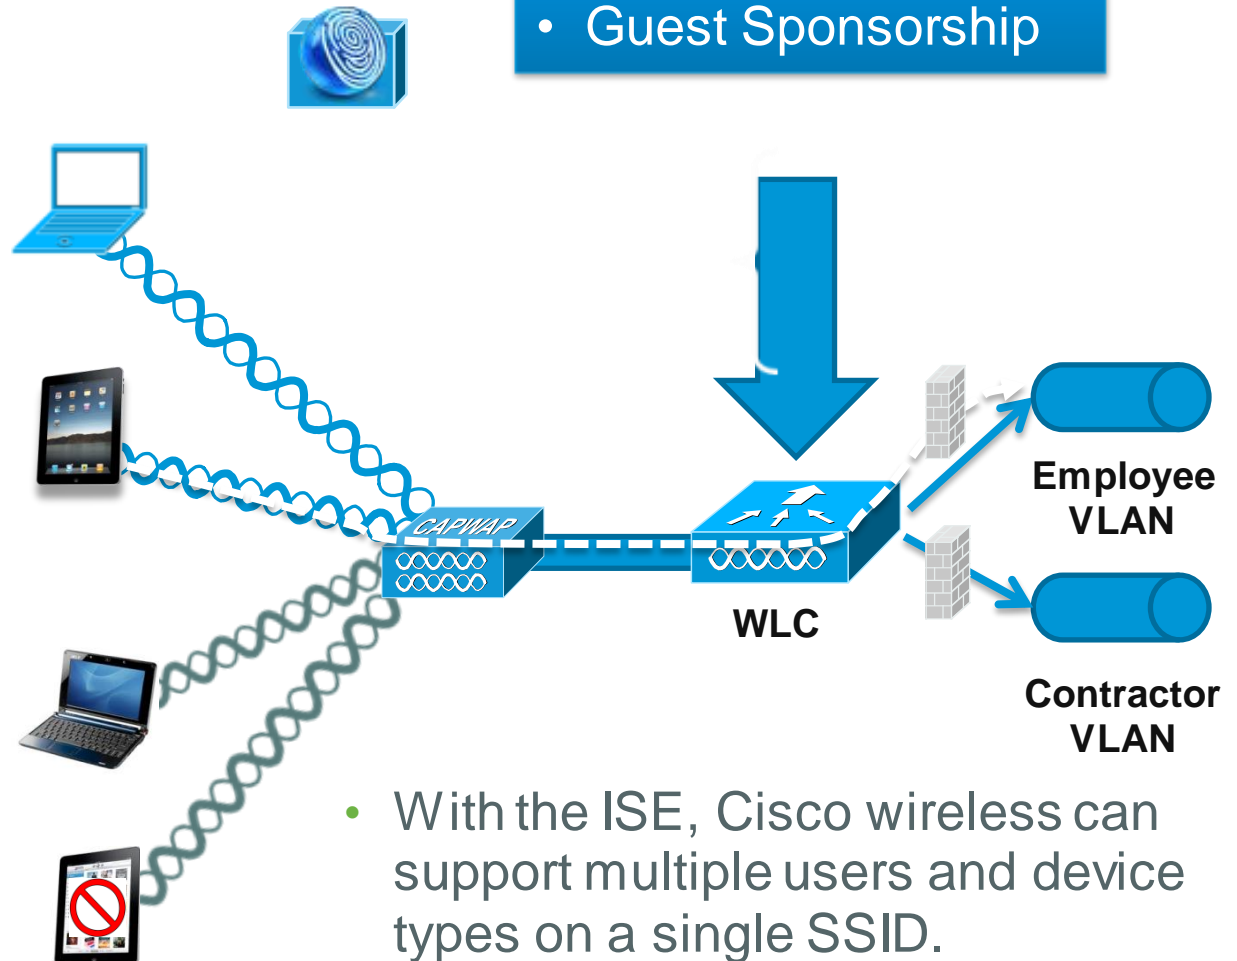 • Guest Sponsorship
CAPWAP
Employee
VLAN
WLC
Contractor
VLAN
• With the ISE, Cisco wireless can
support multiple users and device
types on a single SSID.